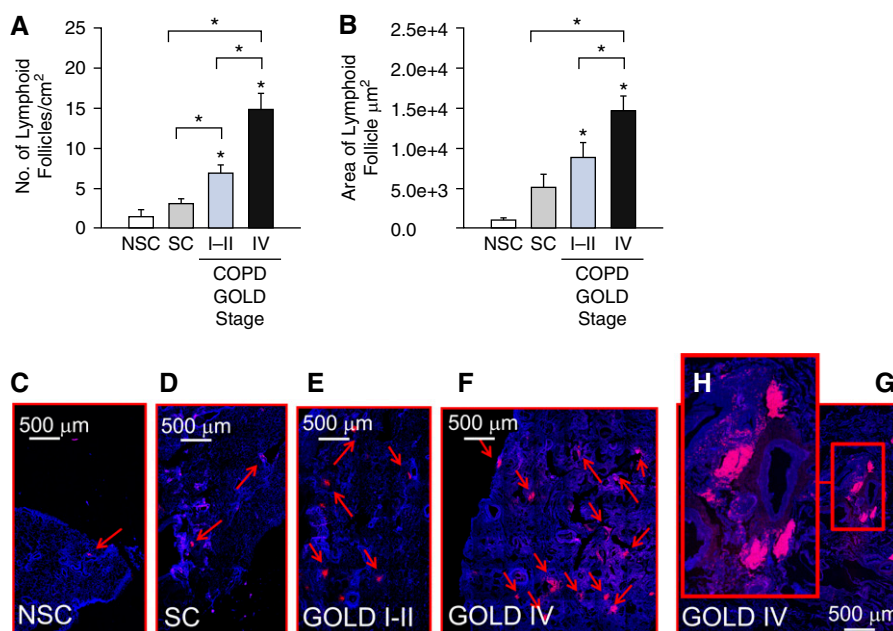 A
No. of Lymphoid
Follicles/cm²
25
20
15
10
5
0
*
*
*
*
*
NSC SC I–II IV
COPD
GOLD
Stage
B
Area of Lymphoid
Follicle μm²
2.5e+4
2.0e+4
1.5e+4
1.0e+4
5.0e+3
0.0
*
*
*
*
NSC SC I–II IV
COPD
GOLD
Stage
C
500 μm
NSC
D
500 μm
SC
E
500 μm
GOLD I-II
F
500 μm
GOLD IV
H
G
GOLD IV
500 μm